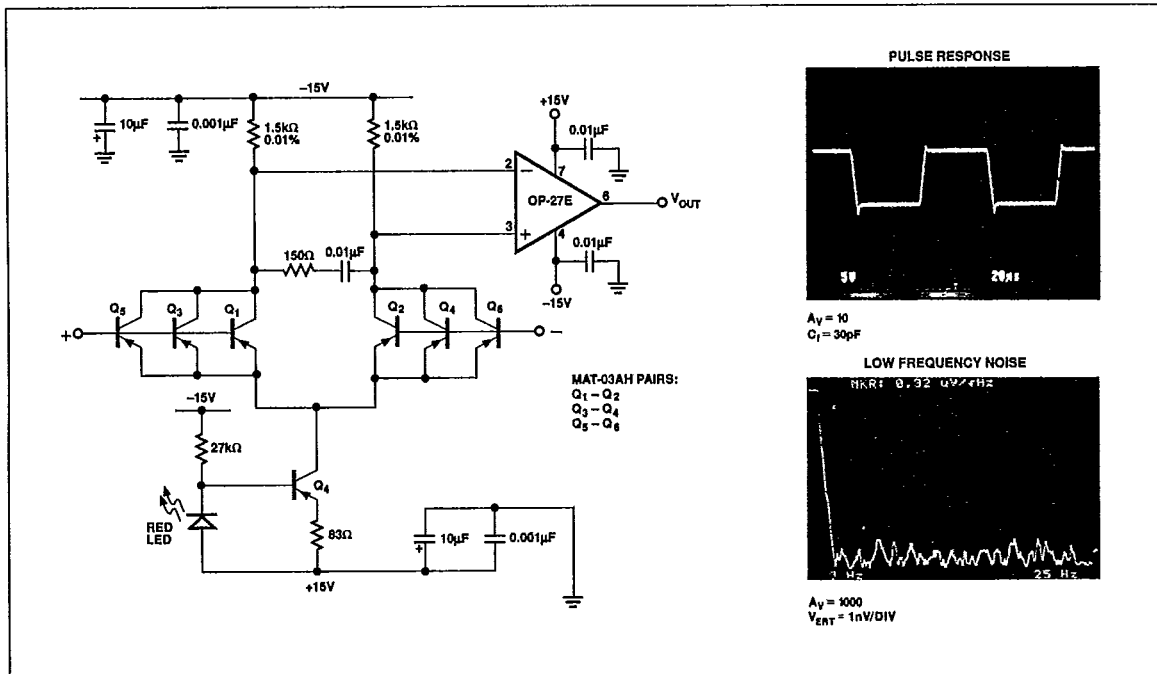 –15V
10µF
+
0.001µF
1.5kΩ
0.01%
1.5kΩ
0.01%
+15V
0.01µF
2
–
7
OP-27E
6
VOUT
3
+
4
0.01µF
–15V
150Ω
0.01µF
Q5
Q3
Q1
Q2
Q4
Q6
+
–
MAT-03AH PAIRS:
Q1 – Q2
Q3 – Q4
Q5 – Q6
–15V
27kΩ
Q4
RED
LED
83Ω
10µF
+
0.001µF
+15V
PULSE RESPONSE
5V
20µs
AV = 10
Cf = 30pF
LOW FREQUENCY NOISE
MKR: 0.92 µV/√Hz
Hz
25 Hz
AV = 1000
VERT = 1nV/DIV